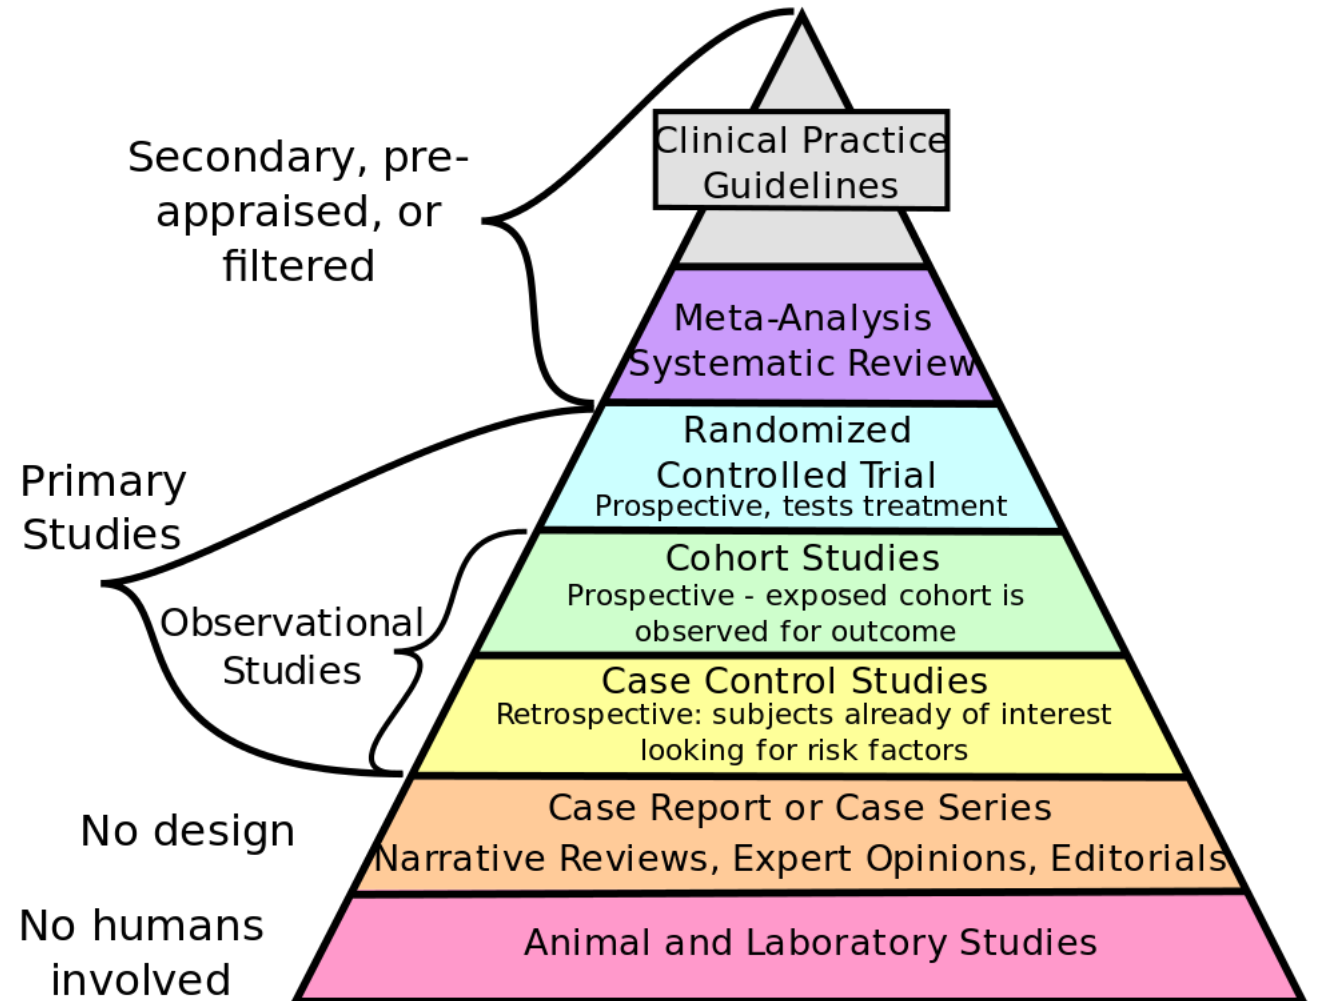 Clinical Practice
Guidelines
Secondary, pre-
appraised, or
filtered
Meta-Analysis
Systematic Review
Randomized
Controlled Trial
Prospective, tests treatment
Primary
Studies
Cohort Studies
Prospective - exposed cohort is
observed for outcome
Observational
Studies
Case Control Studies
Retrospective: subjects already of interest
looking for risk factors
No design
Case Report or Case Series
Narrative Reviews, Expert Opinions, Editorials
No humans
involved
Animal and Laboratory Studies